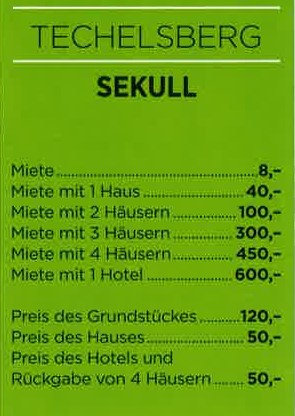 TECHELSBERG
SEKULL
Miete..........................................8,–
Miete mit 1 Haus.....................40,–
Miete mit 2 Häusern.............100,–
Miete mit 3 Häusern............300,–
Miete mit 4 Häusern............450,–
Miete mit 1 Hotel..................600,–
Preis des Grundstückes.........120,–
Preis des Hauses....................50,–
Preis des Hotels und
Rückgabe von 4 Häusern......50,–